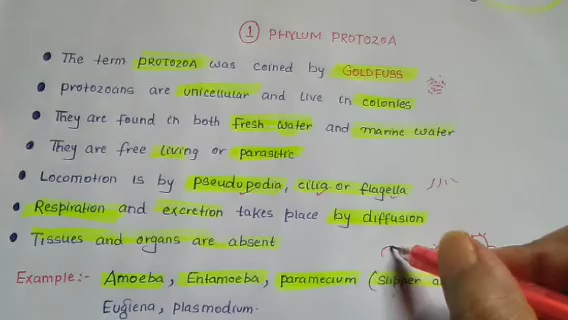 ① PHYLUM PROTOZOA
• The term PROTOZOA was coined by GOLDFUSS
• protozoans are unicellular and live in colonies
• They are found in both fresh water and marine water
• They are free living or parasitic
• Locomotion is by pseudopodia, cilia or flagella
• Respiration and excretion takes place by diffusion
• Tissues and organs are absent
Example:- Amoeba, Entamoeba, paramecium (slipper
Euglena, plasmodium.